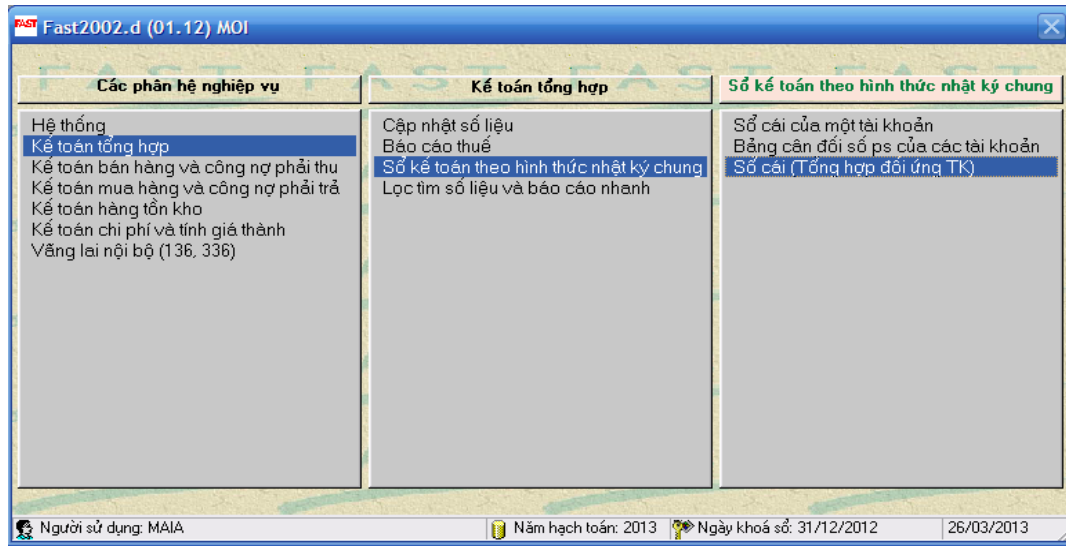 FAST Fast2002.d (01.12) MOI
FAST FAST FAST
Các phân hệ nghiệp vụ
Hệ thống
Kế toán tổng hợp
Kế toán bán hàng và công nợ phải thu
Kế toán mua hàng và công nợ phải trả
Kế toán hàng tồn kho
Kế toán chi phí và tính giá thành
Vãng lai nội bộ (136, 336)
Kế toán tổng hợp
Cập nhật số liệu
Báo cáo thuế
Sổ kế toán theo hình thức nhật ký chung
Lọc tìm số liệu và báo cáo nhanh
Sổ kế toán theo hình thức nhật ký chung
Sổ cái của một tài khoản
Bảng cân đối số ps của các tài khoản
Sổ cái (Tổng hợp đối ứng TK)
Người sử dụng: MAIA
Năm hạch toán: 2013
Ngày khoá sổ: 31/12/2012
26/03/2013